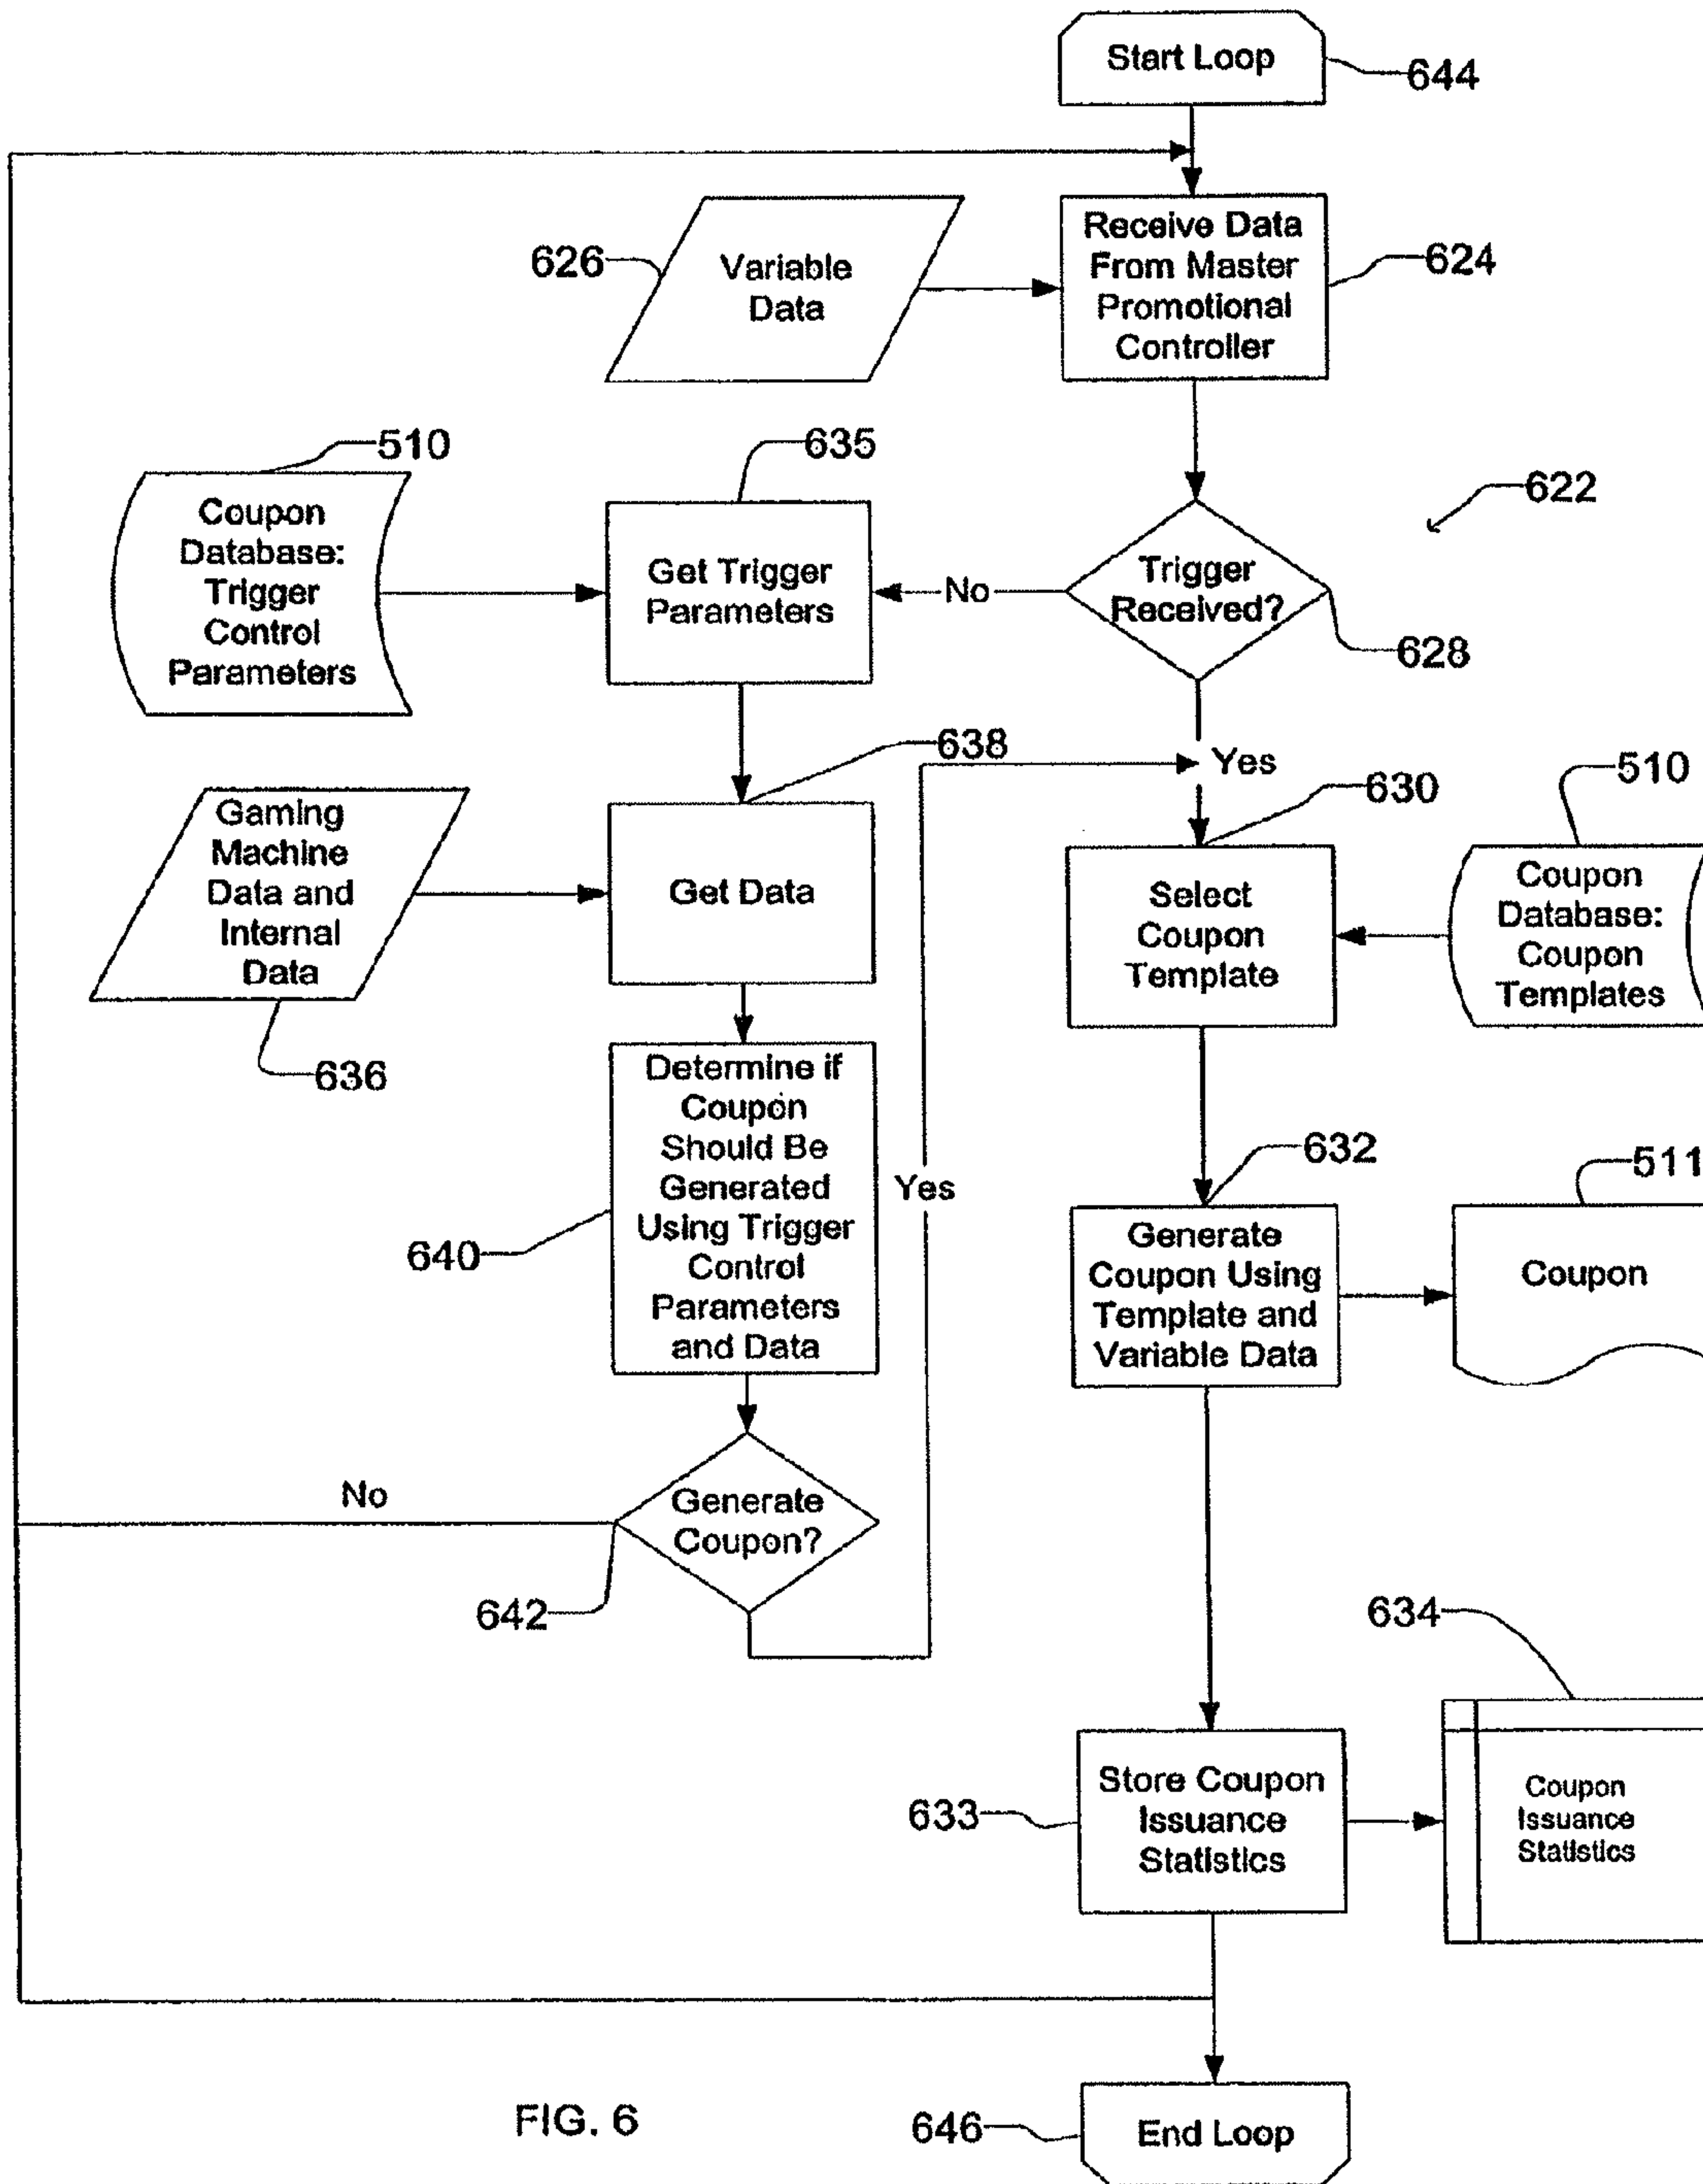 Start Loop
644
Receive Data
From Master
Promotional
Controller
624
626
Variable
Data
510
635
622
Coupon
Database:
Trigger
Control
Parameters
Get Trigger
Parameters
No
Trigger
Received?
628
638
Yes
630
510
Gaming
Machine
Data and
Internal
Data
Get Data
Select
Coupon
Template
Coupon
Database:
Coupon
Templates
636
Determine if
Coupon
Should Be
Generated
Using Trigger
Control
Parameters
and Data
640
Yes
632
511
Generate
Coupon Using
Template and
Variable Data
Coupon
No
Generate
Coupon?
642
634
633
Store Coupon
Issuance
Statistics
Coupon
Issuance
Statistics
FIG. 6
646
End Loop